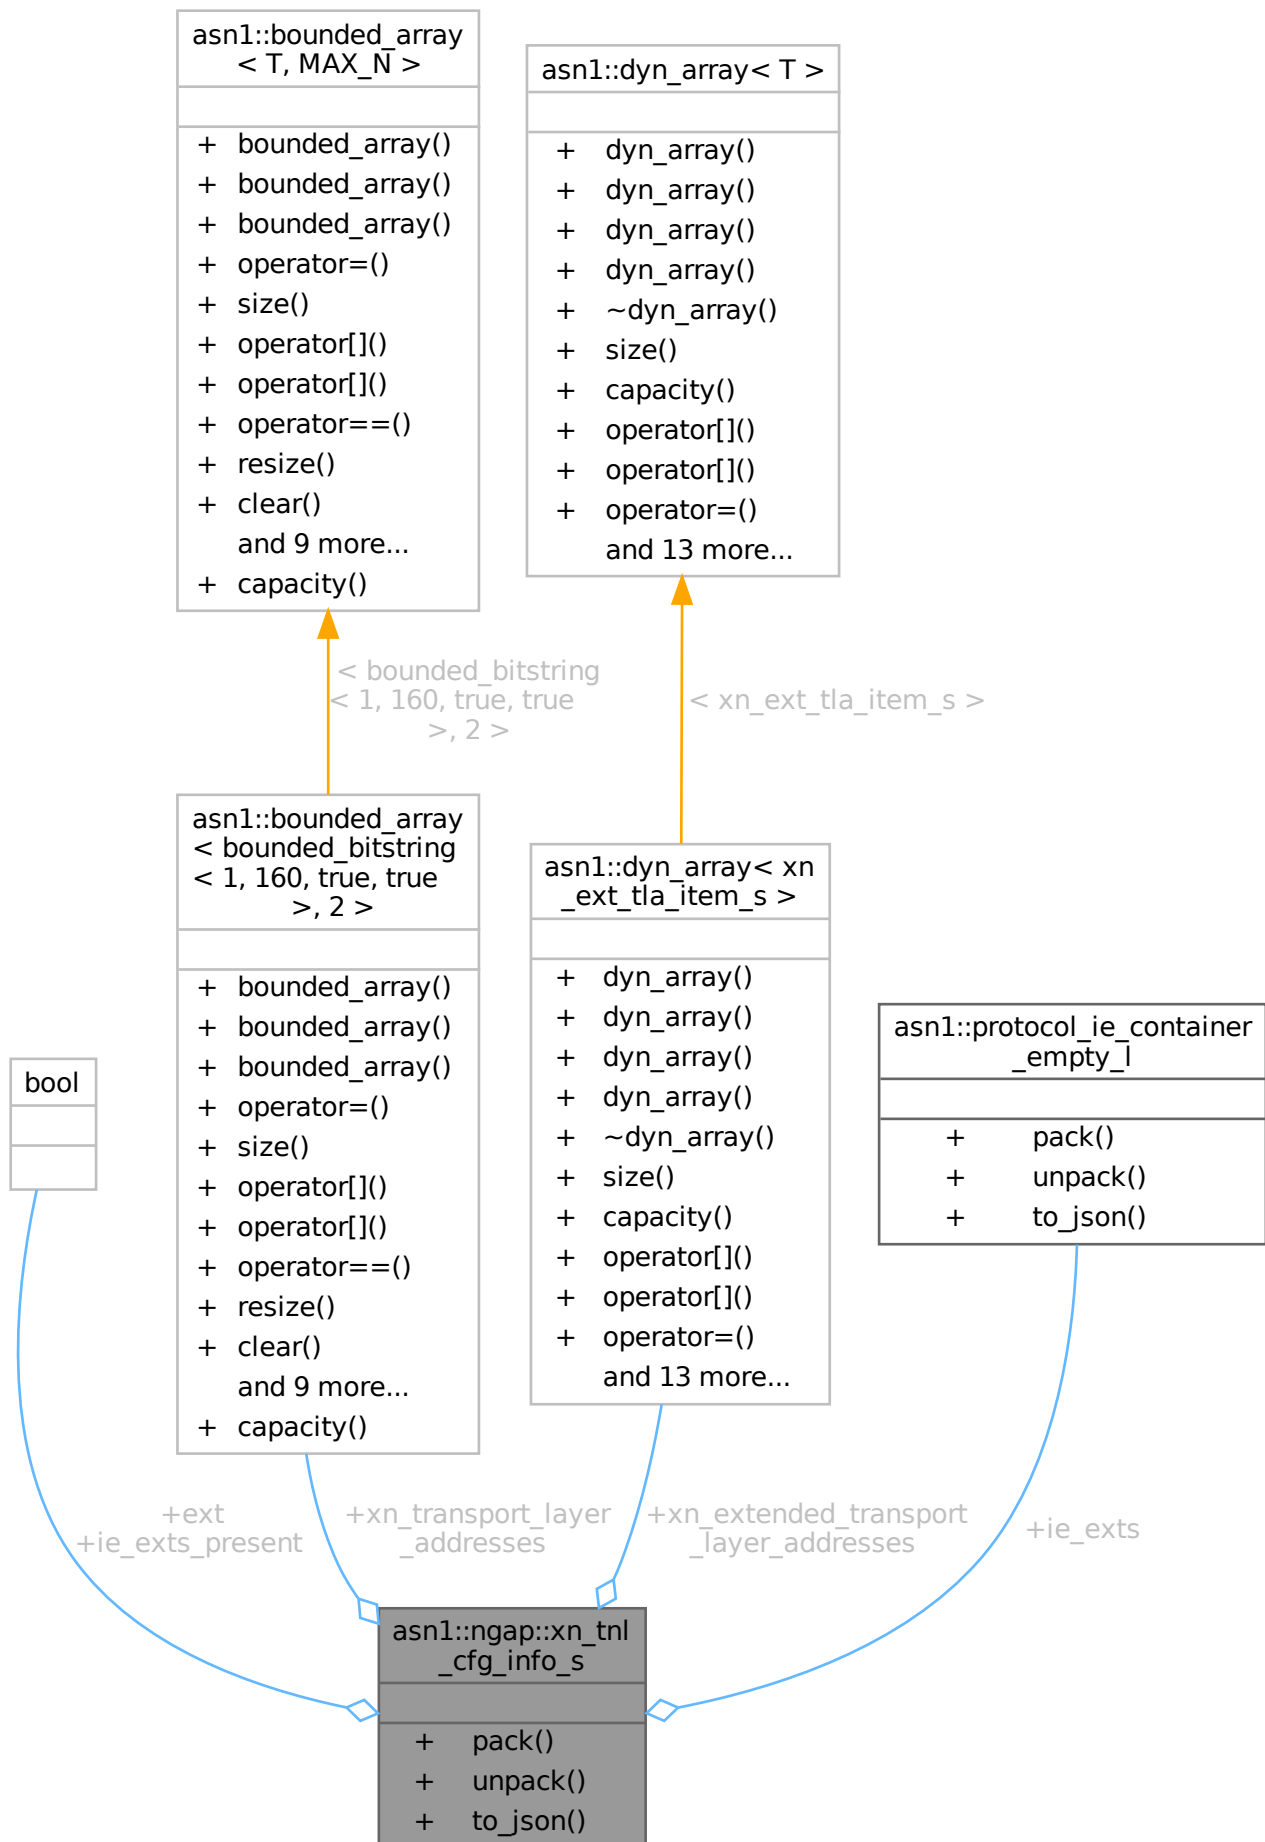 asn1::bounded_array
< T, MAX_N >
+ bounded_array()
+ bounded_array()
+ bounded_array()
+ operator=()
+ size()
+ operator[]()
+ operator[]()
+ operator==()
+ resize()
+ clear()
and 9 more...
+ capacity()
asn1::dyn_array< T >
+ dyn_array()
+ dyn_array()
+ dyn_array()
+ dyn_array()
+ ~dyn_array()
+ size()
+ capacity()
+ operator[]()
+ operator[]()
+ operator=()
and 13 more...
< bounded_bitstring
< 1, 160, true, true
>, 2 >
< xn_ext_tla_item_s >
asn1::bounded_array
< bounded_bitstring
< 1, 160, true, true
>, 2 >
+ bounded_array()
+ bounded_array()
+ bounded_array()
+ operator=()
+ size()
+ operator[]()
+ operator[]()
+ operator==()
+ resize()
+ clear()
and 9 more...
+ capacity()
asn1::dyn_array< xn
_ext_tla_item_s >
+ dyn_array()
+ dyn_array()
+ dyn_array()
+ dyn_array()
+ ~dyn_array()
+ size()
+ capacity()
+ operator[]()
+ operator[]()
+ operator=()
and 13 more...
asn1::protocol_ie_container
_empty_l
+ pack()
+ unpack()
+ to_json()
bool
+ext
+ie_exts_present
+xn_transport_layer
_addresses
+xn_extended_transport
_layer_addresses
+ie_exts
asn1::ngap::xn_tnl
_cfg_info_s
+ pack()
+ unpack()
+ to_json()